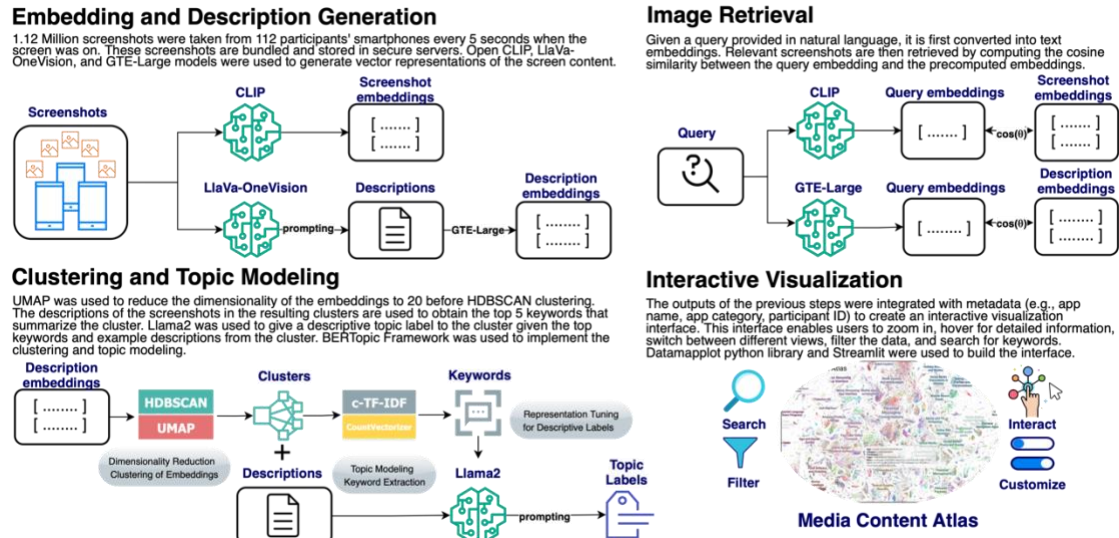 Embedding and Description Generation
1.12 Million screenshots were taken from 112 participants' smartphones every 5 seconds when the
screen was on. These screenshots are bundled and stored in secure servers. Open CLIP, LlaVa-
OneVision, and GTE-Large models were used to generate vector representations of the screen content.
Screenshots
CLIP
Screenshot
embeddings
[ ....... ]
[ ....... ]
LlaVa-OneVision
prompting
Descriptions
GTE-Large
Description
embeddings
[ ........ ]
[ ........ ]
Image Retrieval
Given a query provided in natural language, it is first converted into text
embeddings. Relevant screenshots are then retrieved by computing the cosine
similarity between the query embedding and the precomputed embeddings.
Query
?
CLIP
Query embeddings
[ ....... ]
cos(θ)
Screenshot
embeddings
[ ....... ]
[ ....... ]
GTE-Large
Query embeddings
[ ........ ]
cos(θ)
Description
embeddings
[ ........ ]
[ ........ ]
Clustering and Topic Modeling
UMAP was used to reduce the dimensionality of the embeddings to 20 before HDBSCAN clustering.
The descriptions of the screenshots in the resulting clusters are used to obtain the top 5 keywords that
summarize the cluster. Llama2 was used to give a descriptive topic label to the cluster given the top
keywords and example descriptions from the cluster. BERTopic Framework was used to implement the
clustering and topic modeling.
Description
embeddings
[ ........ ]
[ ........ ]
HDBSCAN
UMAP
Dimensionality Reduction
Clustering of Embeddings
Clusters
+
Descriptions
c-TF-IDF
CountVectorizer
Topic Modeling
Keyword Extraction
Keywords
Representation Tuning
for Descriptive Labels
Llama2
prompting
Topic
Labels
Interactive Visualization
The outputs of the previous steps were integrated with metadata (e.g., app
name, app category, participant ID) to create an interactive visualization
interface. This interface enables users to zoom in, hover for detailed information,
switch between different views, filter the data, and search for keywords.
Datamapplot python library and Streamlit were used to build the interface.
Search
Filter
Interact
Customize
Media Content Atlas